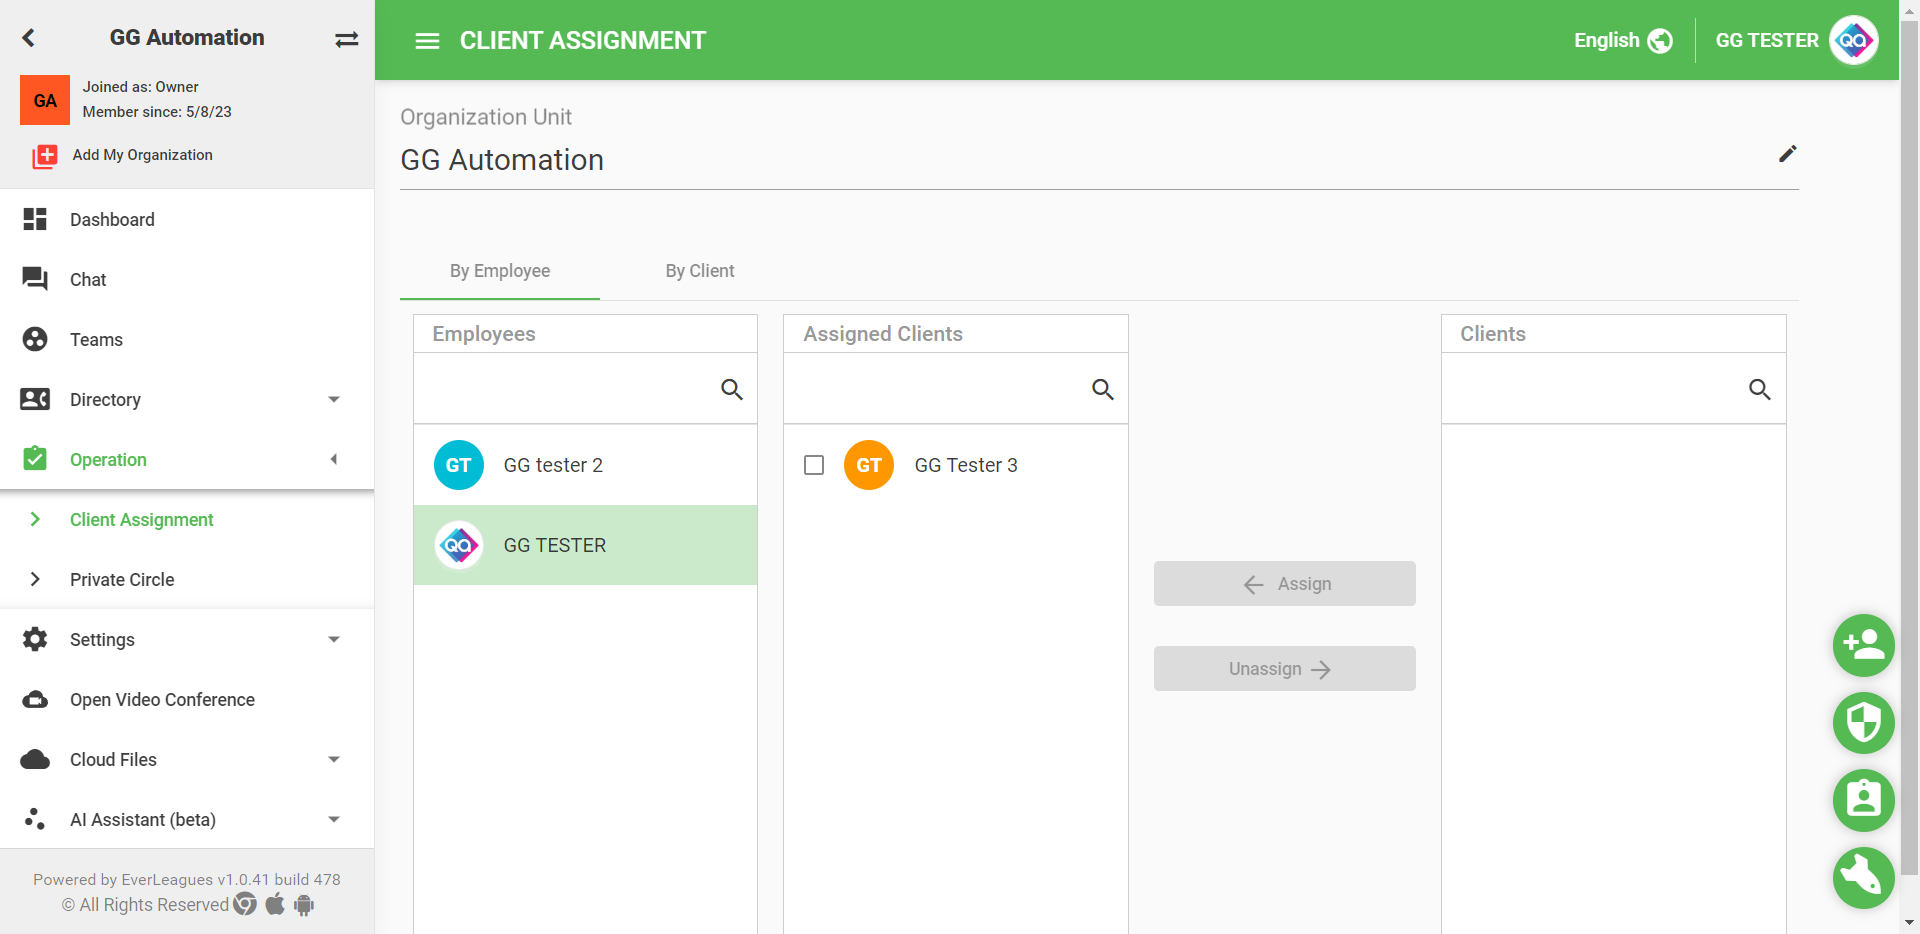 GG Automation
GA
Joined as: Owner
Member since: 5/8/23
Add My Organization
Dashboard
Chat
Teams
Directory
Operation
Client Assignment
Private Circle
Settings
Open Video Conference
Cloud Files
AI Assistant (beta)
Powered by EverLeagues v1.0.41 build 478
© All Rights Reserved
CLIENT ASSIGNMENT
English
GG TESTER
QA
Organization Unit
GG Automation
By Employee
By Client
Employees
GT
GG tester 2
QA
GG TESTER
Assigned Clients
GT
GG Tester 3
Assign
Unassign
Clients